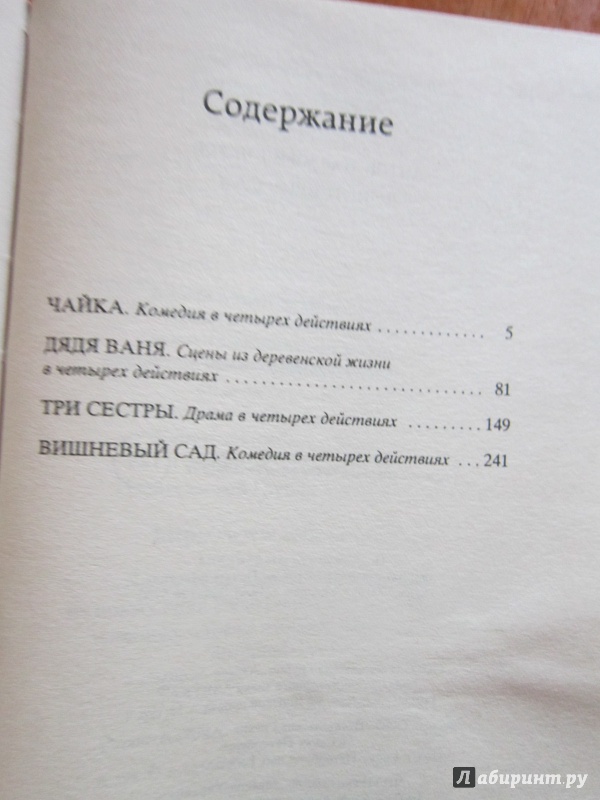 Содержание
ЧАЙКА. Комедия в четырех действиях ............. 5
ДЯДЯ ВАНЯ. Сцены из деревенской жизни
в четырех действиях ............................. 81
ТРИ СЕСТРЫ. Драма в четырех действиях ......... 149
ВИШНЕВЫЙ САД. Комедия в четырех действиях ... 241
Лабиринт.ру